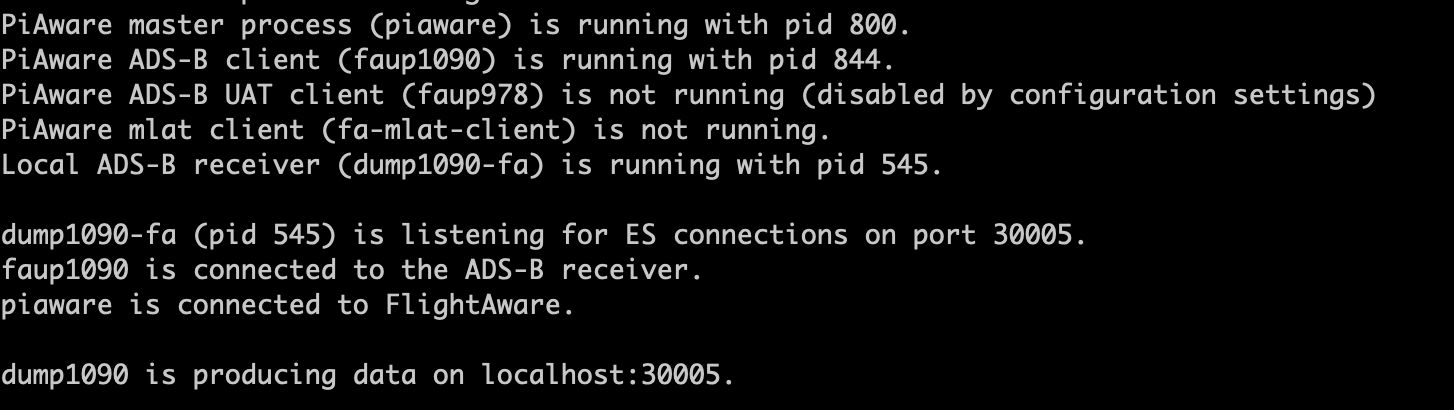 PiAware master process (piaware) is running with pid 800.
PiAware ADS-B client (faup1090) is running with pid 844.
PiAware ADS-B UAT client (faup978) is not running (disabled by configuration settings)
PiAware mlat client (fa-mlat-client) is not running.
Local ADS-B receiver (dump1090-fa) is running with pid 545.
dump1090-fa (pid 545) is listening for ES connections on port 30005.
faup1090 is connected to the ADS-B receiver.
piaware is connected to FlightAware.
dump1090 is producing data on localhost:30005.